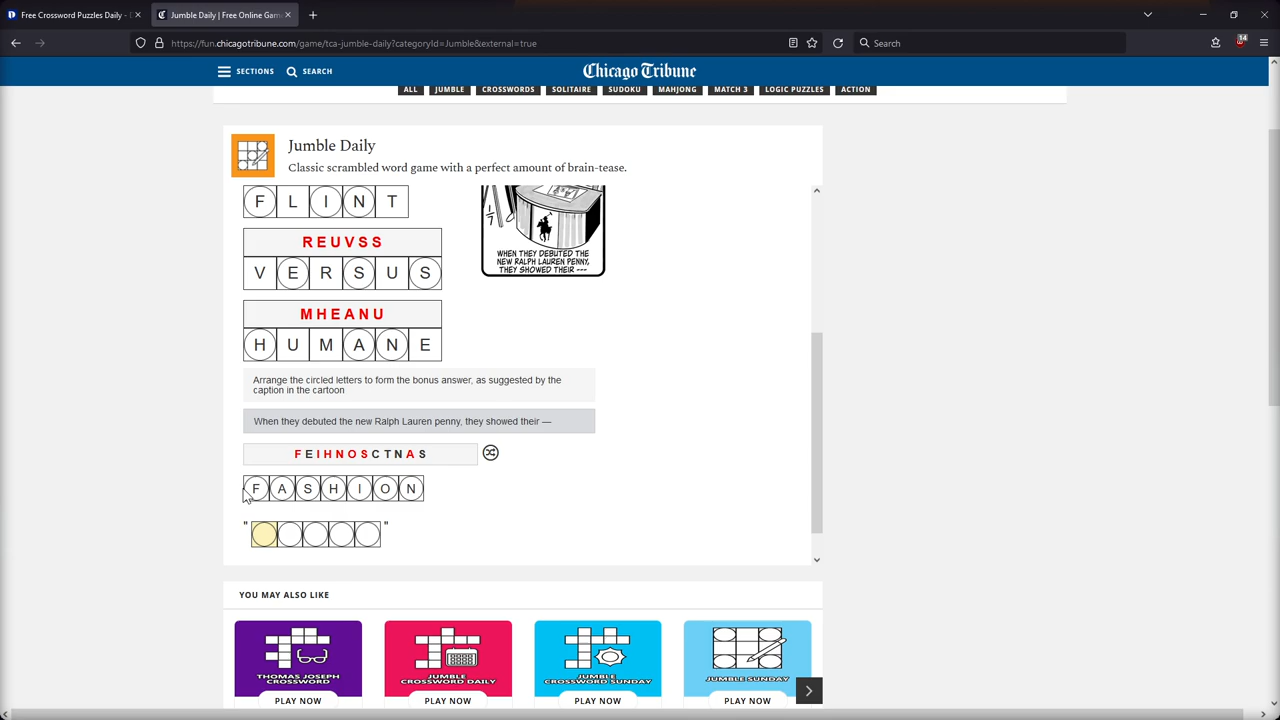 Free Crossword Puzzles Daily - D
Jumble Daily | Free Online Gam
https://fun.chicagotribune.com/game/tca-jumble-daily?categoryId=Jumble&external=true
Search
14
SECTIONS
SEARCH
Chicago Tribune
ALL
JUMBLE
CROSSWORDS
SOLITAIRE
SUDOKU
MAHJONG
MATCH 3
LOGIC PUZZLES
ACTION
Jumble Daily
Classic scrambled word game with a perfect amount of brain-tease.
F L I N T
1/7
WHEN THEY DEBUTED THE
NEW RALPH LAUREN PENNY,
THEY SHOWED THEIR ---
REUVSS
V E R S U S
MHEANU
H U M A N E
Arrange the circled letters to form the bonus answer, as suggested by the
caption in the cartoon
When they debuted the new Ralph Lauren penny, they showed their —
FEIHNOSCTNAS
F A S H I O N
" "
YOU MAY ALSO LIKE
THOMAS JOSEPH
CROSSWORD
PLAY NOW
JUMBLE
CROSSWORD DAILY
PLAY NOW
JUMBLE
CROSSWORD SUNDAY
PLAY NOW
JUMBLE SUNDAY
PLAY NOW